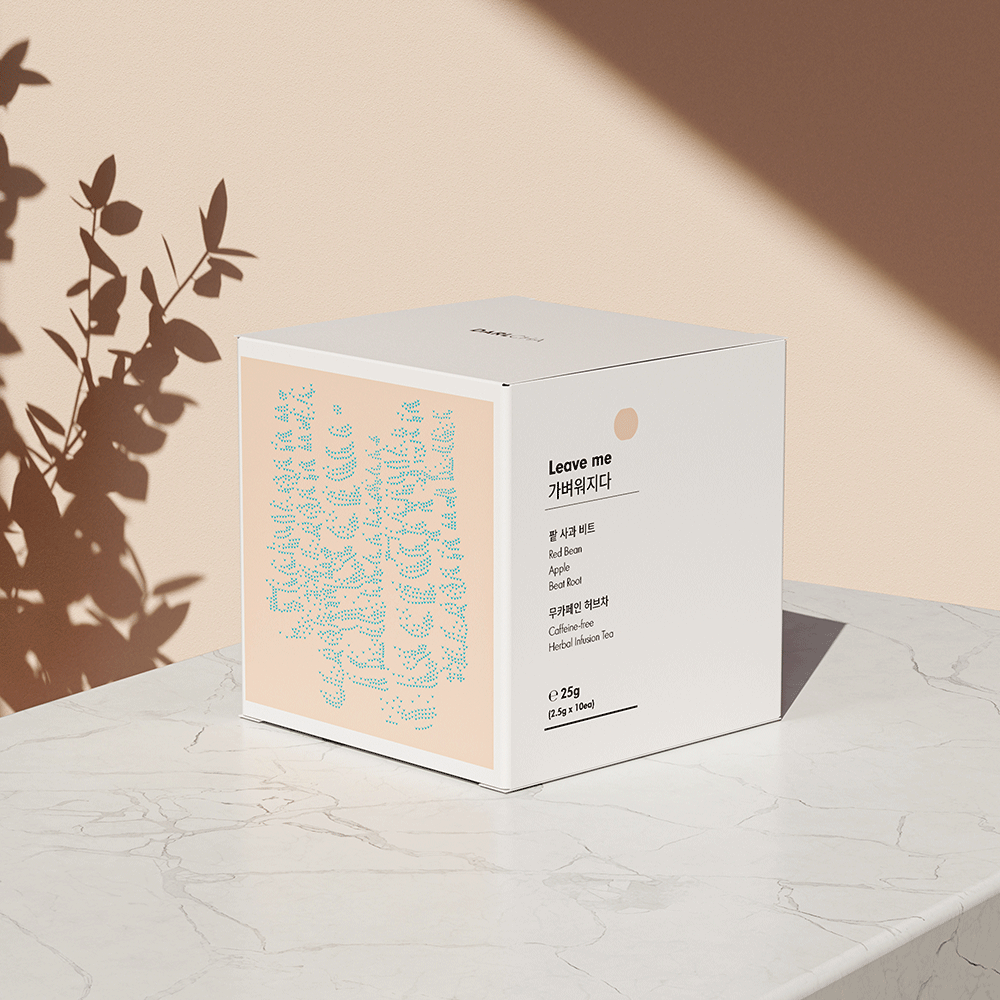 DARLCHA
Leave me
가벼워지다
팥 사과 비트
Red Bean
Apple
Beat Root
무카페인 허브차
Caffeine-free
Herbal Infusion Tea
℮ 25g
(2.5g x 10ea)